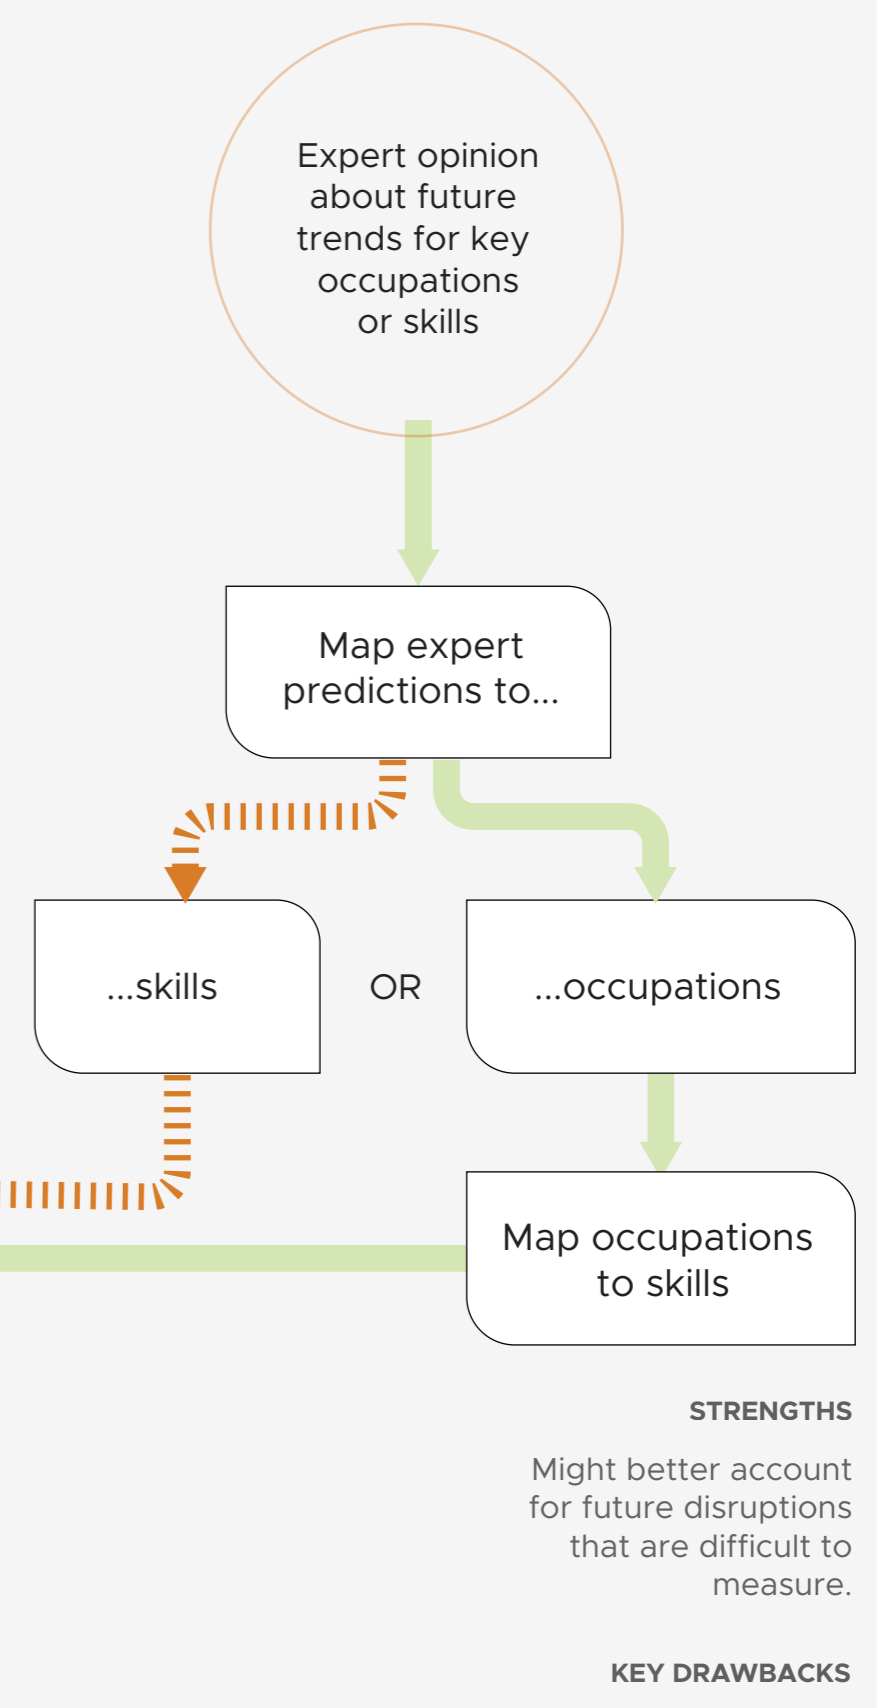 Expert opinion
about future
trends for key
occupations
or skills
Map expert
predictions to...
...skills
OR
...occupations
Map occupations
to skills
STRENGTHS
Might better account
for future disruptions
that are difficult to
measure.
KEY DRAWBACKS